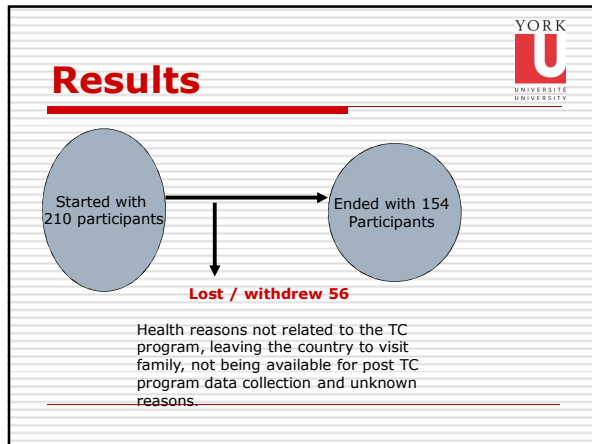 YORK
U
UNIVERSITÉ
UNIVERSITY
Results
Started with
210 participants
Ended with 154
Participants
Lost / withdrew 56
Health reasons not related to the TC
program, leaving the country to visit
family, not being available for post TC
program data collection and unknown
reasons.